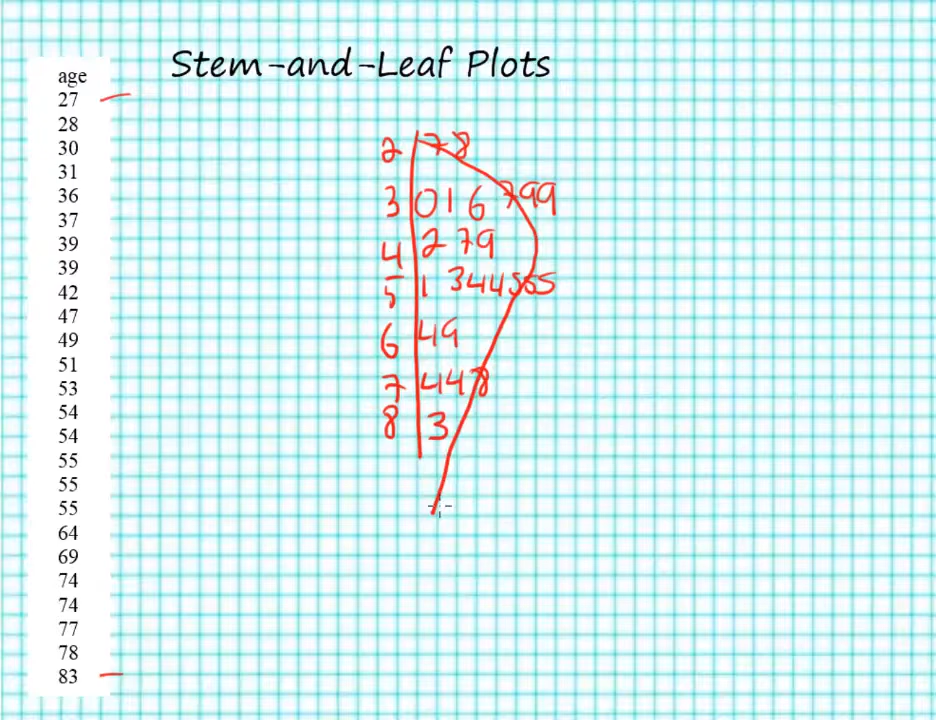 Stem-and-Leaf Plots
age
27
28
30
31
36
37
39
39
42
47
49
51
53
54
54
55
55
55
64
69
74
74
77
78
83
2 | 7 8
3 | 0 1 6 7 9 9
4 | 2 7 9
5 | 1 3 4 4 5 5 5
6 | 4 9
7 | 4 4 8
8 | 3